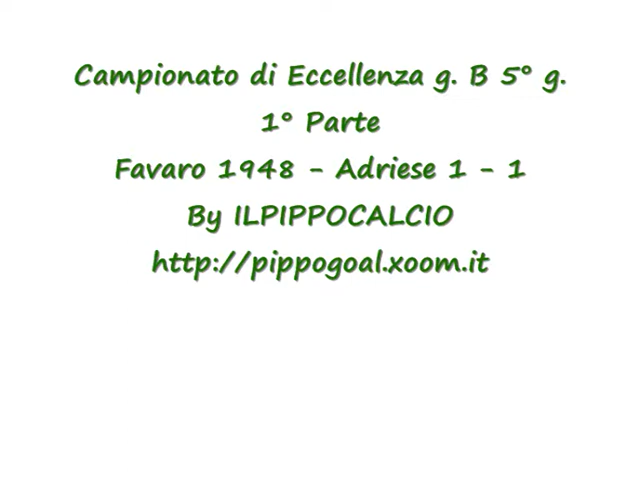 Campionato di Eccellenza g. B 5° g.
1° Parte
Favaro 1948 - Adriese 1 - 1
By ILPIPPOCALCIO
http://pippogoal.xoom.it